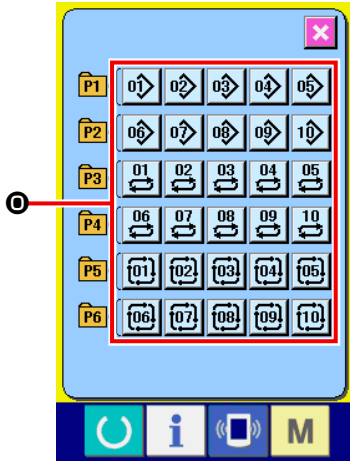 P1 01 02 03 04 05
P2 06 07 08 09 10
P3 01 02 03 04 05
O P4 06 07 08 09 10
P5 01 02 03 04 05
P6 06 07 08 09 10
i M